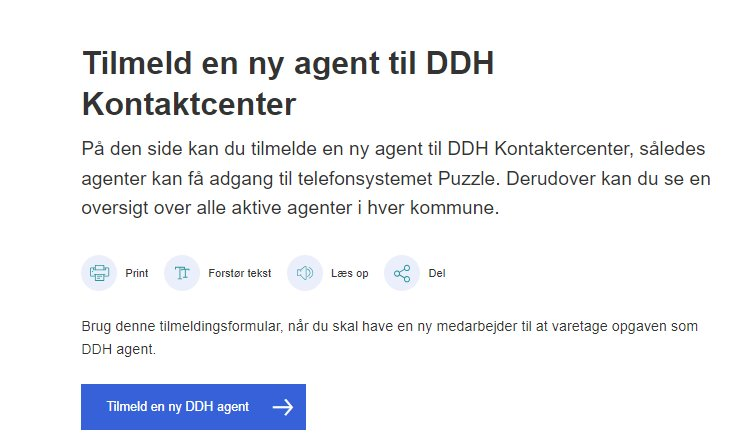 Tilmeld en ny agent til DDH
Kontaktcenter
På den side kan du tilmelde en ny agent til DDH Kontaktercenter, således
agenter kan få adgang til telefonsystemet Puzzle. Derudover kan du se en
oversigt over alle aktive agenter i hver kommune.
Print Forstør tekst Læs op Del
Brug denne tilmeldingsformular, når du skal have en ny medarbejder til at varetage opgaven som
DDH agent.
Tilmeld en ny DDH agent